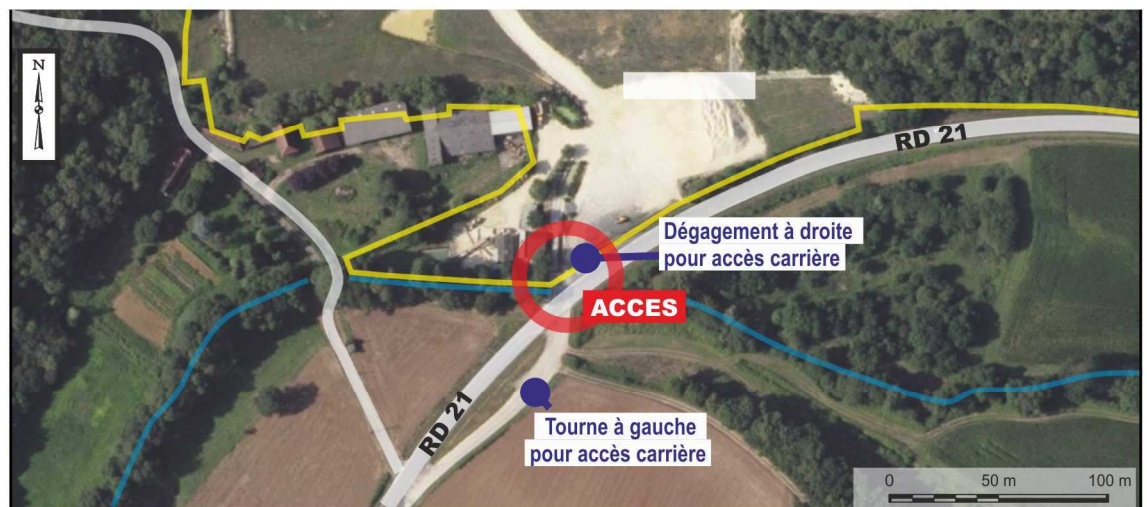 N
RD 21
Dégagement à droite
pour accès carrière
ACCES
RD 21
Tourne à gauche
pour accès carrière
0 50 m 100 m